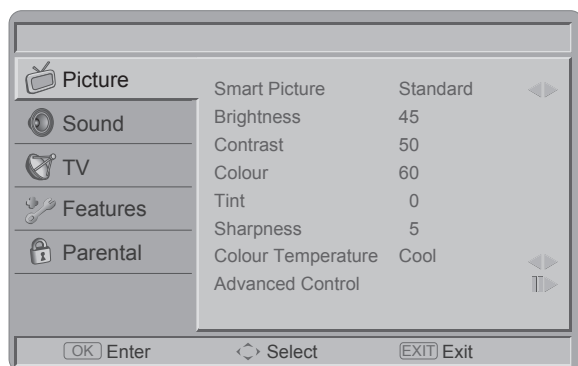 Picture
Sound
TV
Features
Parental
Smart Picture Standard
Brightness 45
Contrast 50
Colour 60
Tint 0
Sharpness 5
Colour Temperature Cool
Advanced Control
OK Enter Select EXIT Exit